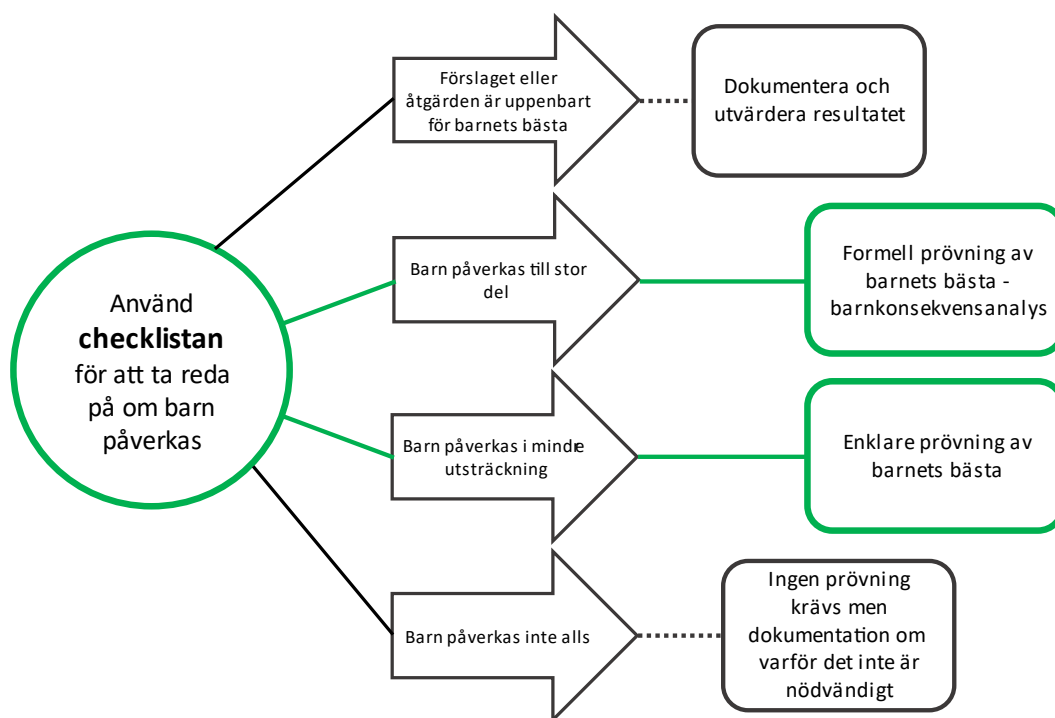 Använd
checklistan
för att ta reda
på om barn
påverkas
Förslaget eller
åtgärden är uppenbart
för barnets bästa
Dokumentera och
utvärdera resultatet
Barn påverkas till stor
del
Formell prövning av
barnets bästa -
barnkonsekvensanalys
Barn påverkas i mindre
utsträckning
Enklare prövning av
barnets bästa
Barn påverkas inte alls
Ingen prövning
krävs men
dokumentation om
varför det inte är
nödvändigt